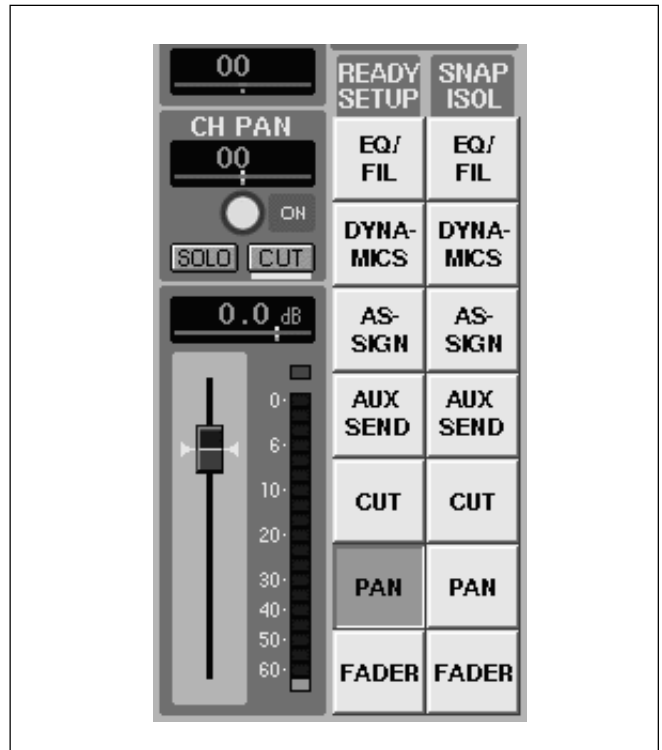 00
CH PAN
00
ON
SOLO CUT
0.0 dB
0
6
10
20
30
40
50
60
READY SETUP
SNAP ISOL
EQ/
FIL
EQ/
FIL
DYNA-
MICS
DYNA-
MICS
AS-
SIGN
AS-
SIGN
AUX
SEND
AUX
SEND
CUT
CUT
PAN
PAN
FADER
FADER